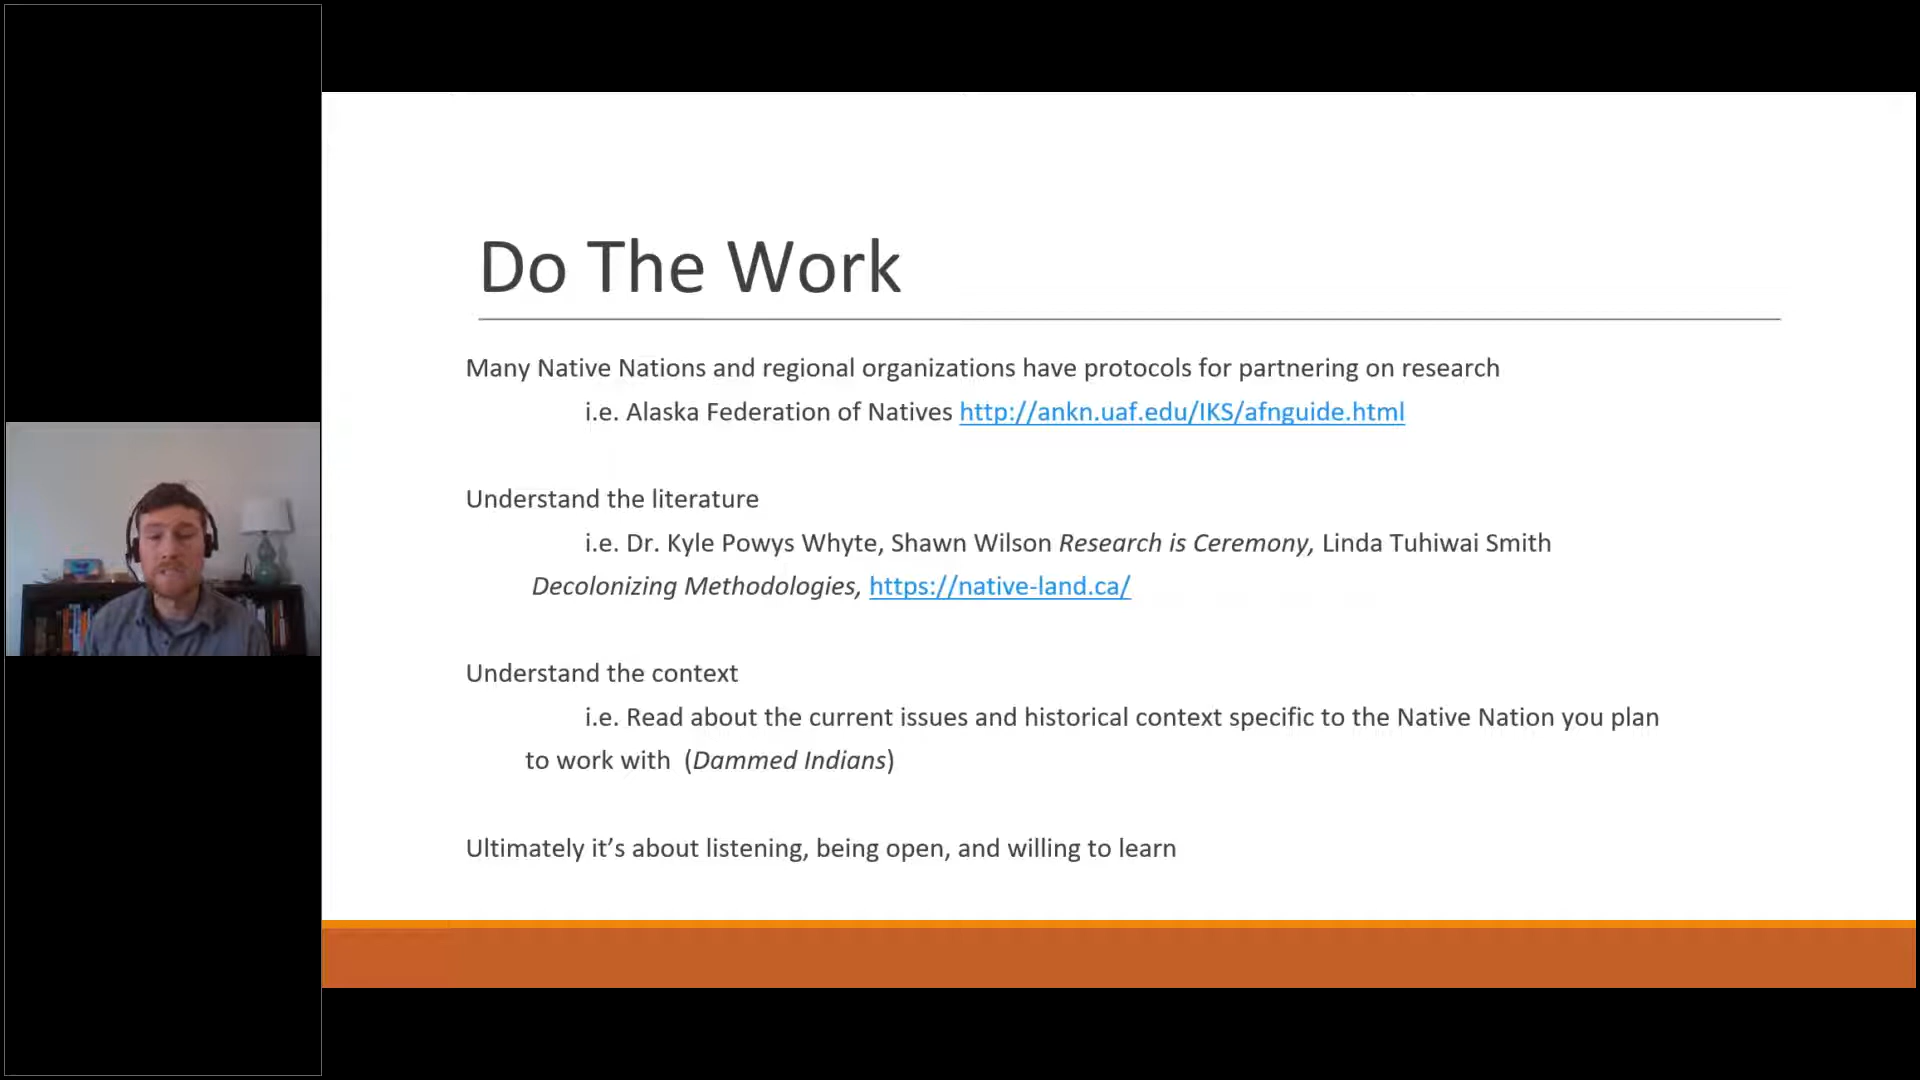 Do The Work
Many Native Nations and regional organizations have protocols for partnering on research
i.e. Alaska Federation of Natives http://ankn.uaf.edu/IKS/afnguide.html
Understand the literature
i.e. Dr. Kyle Powys Whyte, Shawn Wilson Research is Ceremony, Linda Tuhiwai Smith
Decolonizing Methodologies, https://native-land.ca/
Understand the context
i.e. Read about the current issues and historical context specific to the Native Nation you plan
to work with  (Dammed Indians)
Ultimately it’s about listening, being open, and willing to learn